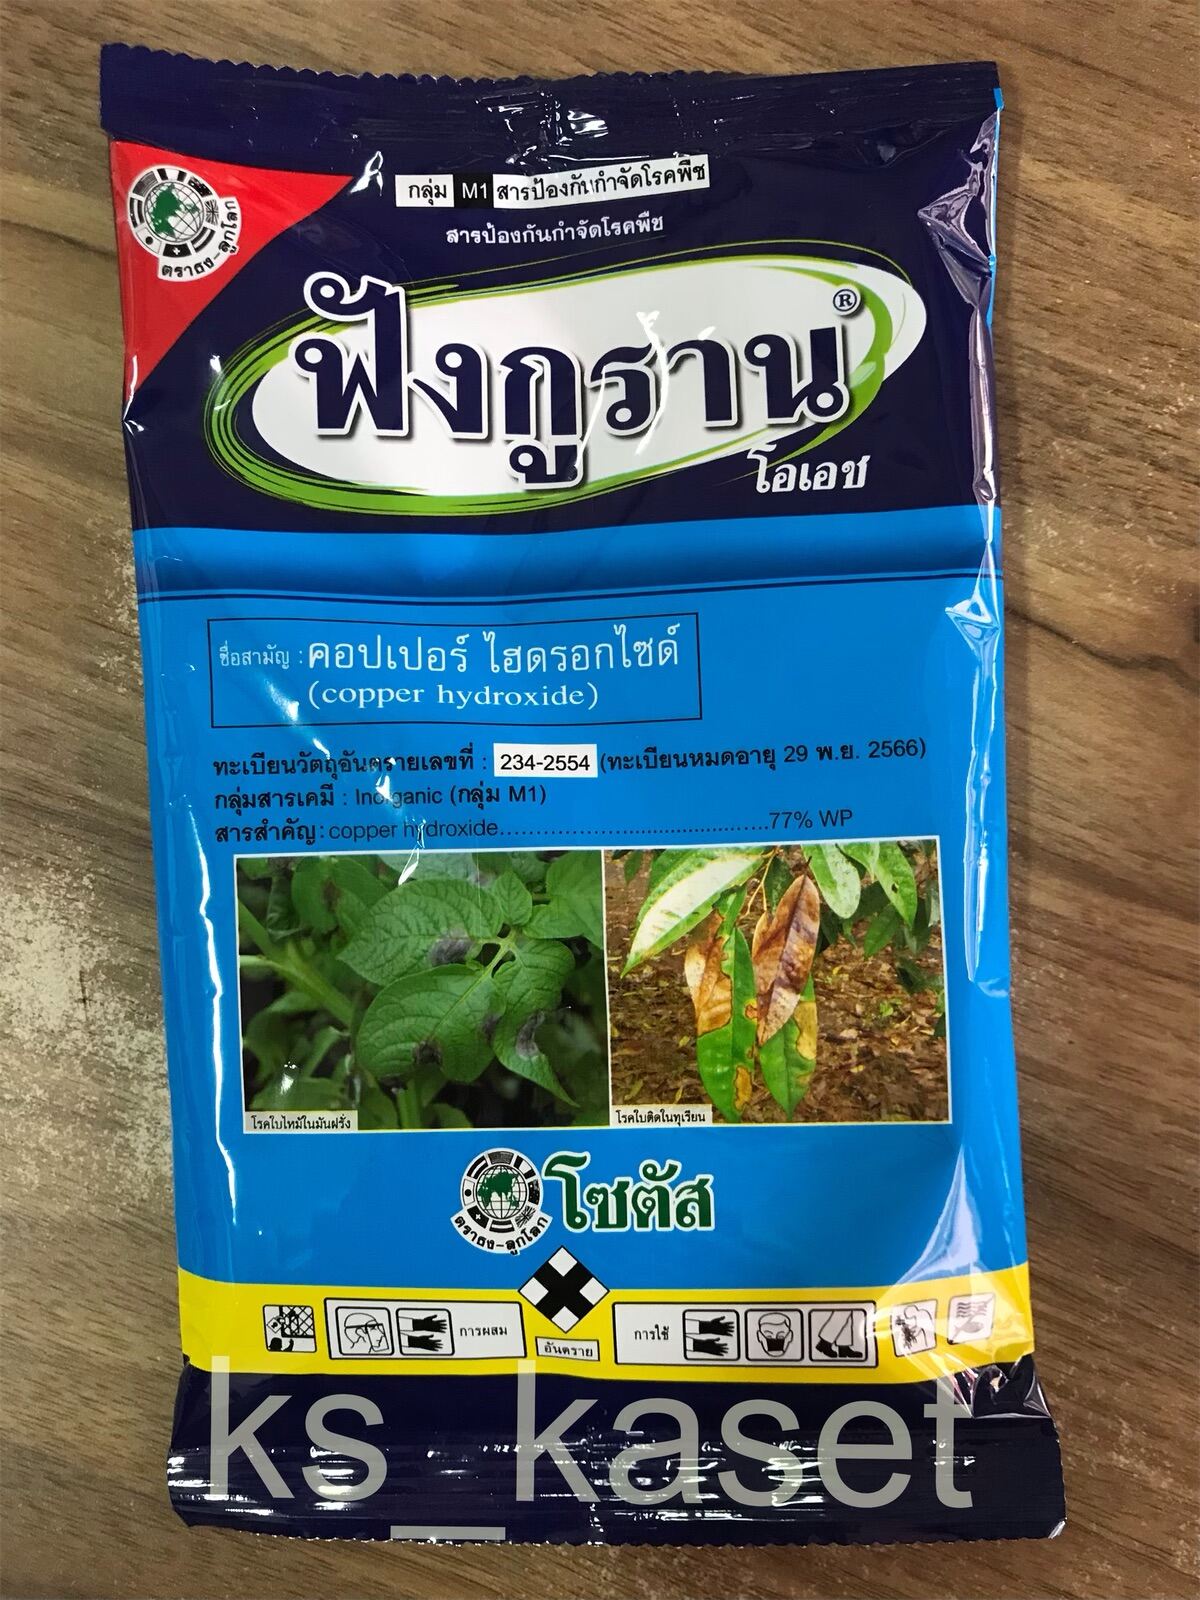 กลุ่ม M1 สารป้องกันกำจัดโรคพืช
สารป้องกันกำจัดโรคพืช
ตราธง-ลูกโลก
ฟังกูราน®
โอเอช
ชื่อสามัญ : คอปเปอร์ ไฮดรอกไซด์
(copper hydroxide)
ทะเบียนวัตถุอันตรายเลขที่ : 234-2554 (ทะเบียนหมดอายุ 29 พ.ย. 2566)
กลุ่มสารเคมี : Inorganic (กลุ่ม M1)
สารสำคัญ: copper hydroxide................................................77% WP
โรคใบไหม้ในมันฝรั่ง
โรคใบติดในทุเรียน
ตราธง-ลูกโลก
โซตัส
การผสม
อันตราย
การใช้
ks_kaset